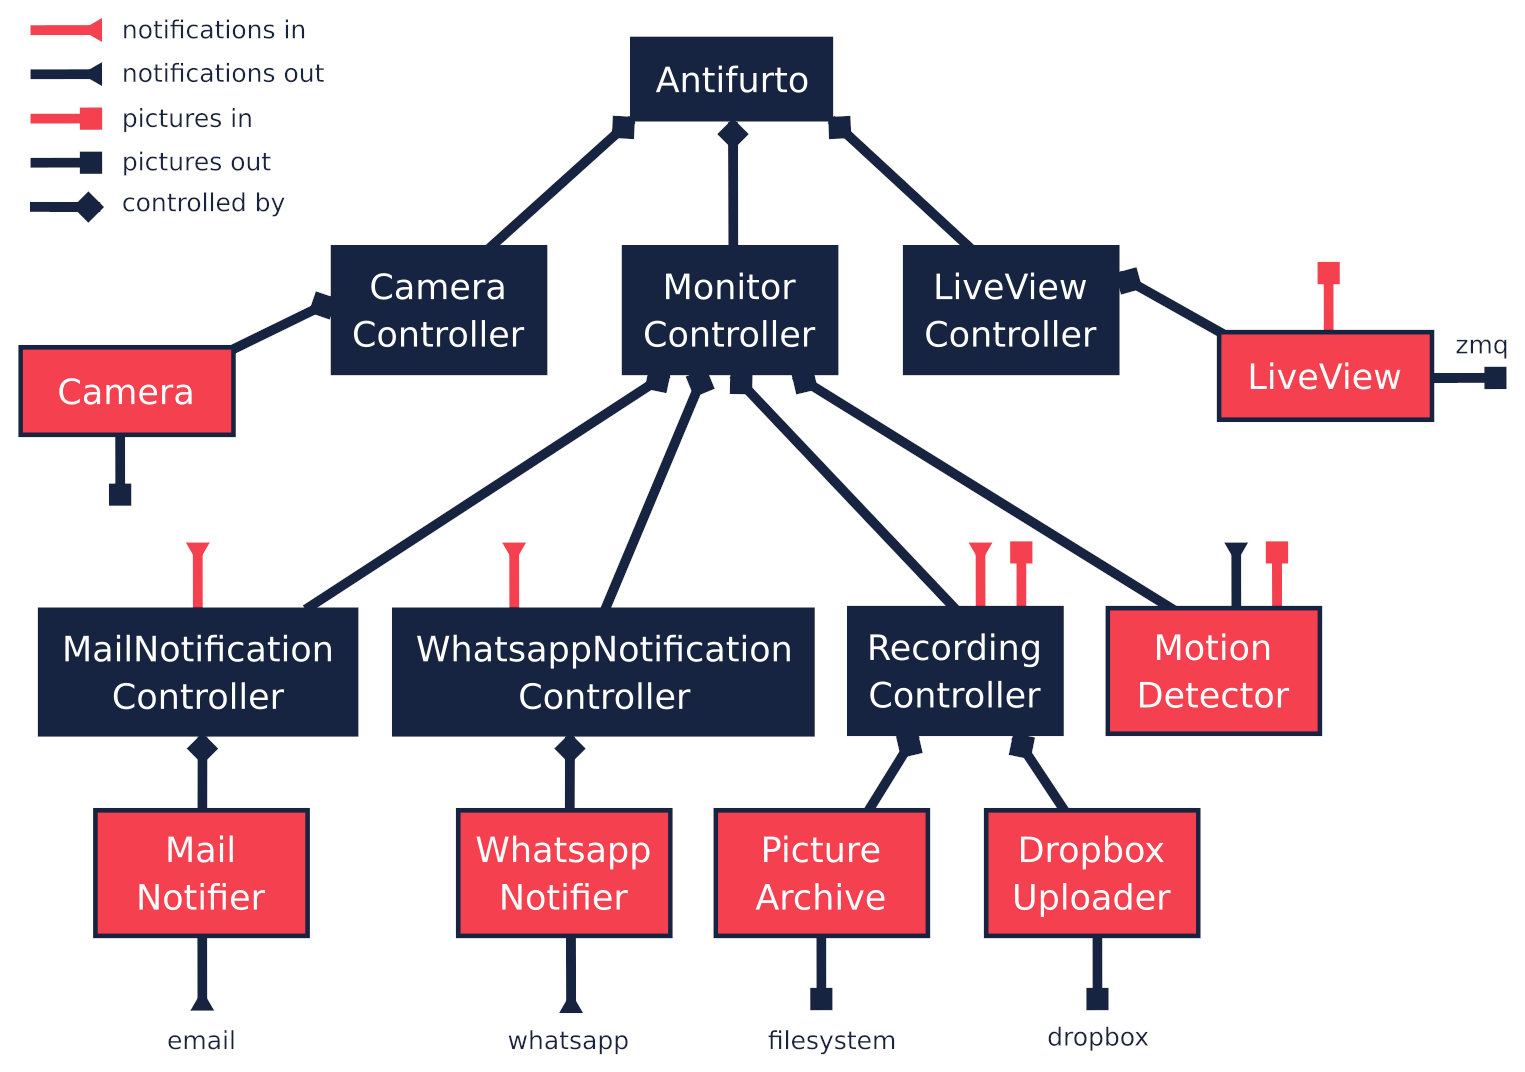 notifications in
notifications out
pictures in
pictures out
controlled by
Antifurto
Camera
Controller
Monitor
Controller
LiveView
Controller
Camera
LiveView
zmq
MailNotification
Controller
WhatsappNotification
Controller
Recording
Controller
Motion
Detector
Mail
Notifier
Whatsapp
Notifier
Picture
Archive
Dropbox
Uploader
email
whatsapp
filesystem
dropbox